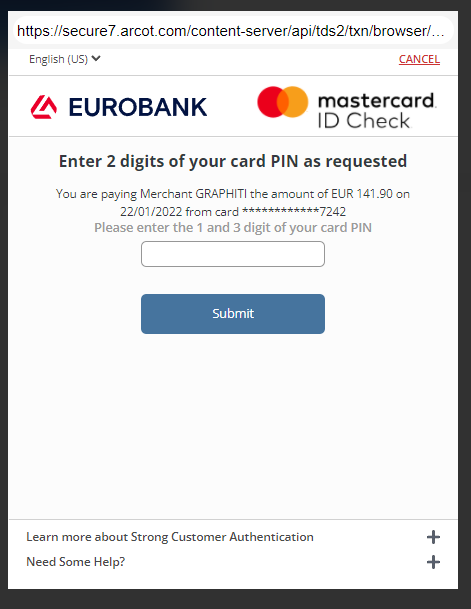 https://secure7.arcot.com/content-server/api/tds2/txn/browser/...
English (US)
CANCEL
EUROBANK
mastercard.
ID Check
Enter 2 digits of your card PIN as requested
You are paying Merchant GRAPHITI the amount of EUR 141.90 on
22/01/2022 from card ************7242
Please enter the 1 and 3 digit of your card PIN
Submit
Learn more about Strong Customer Authentication
Need Some Help?